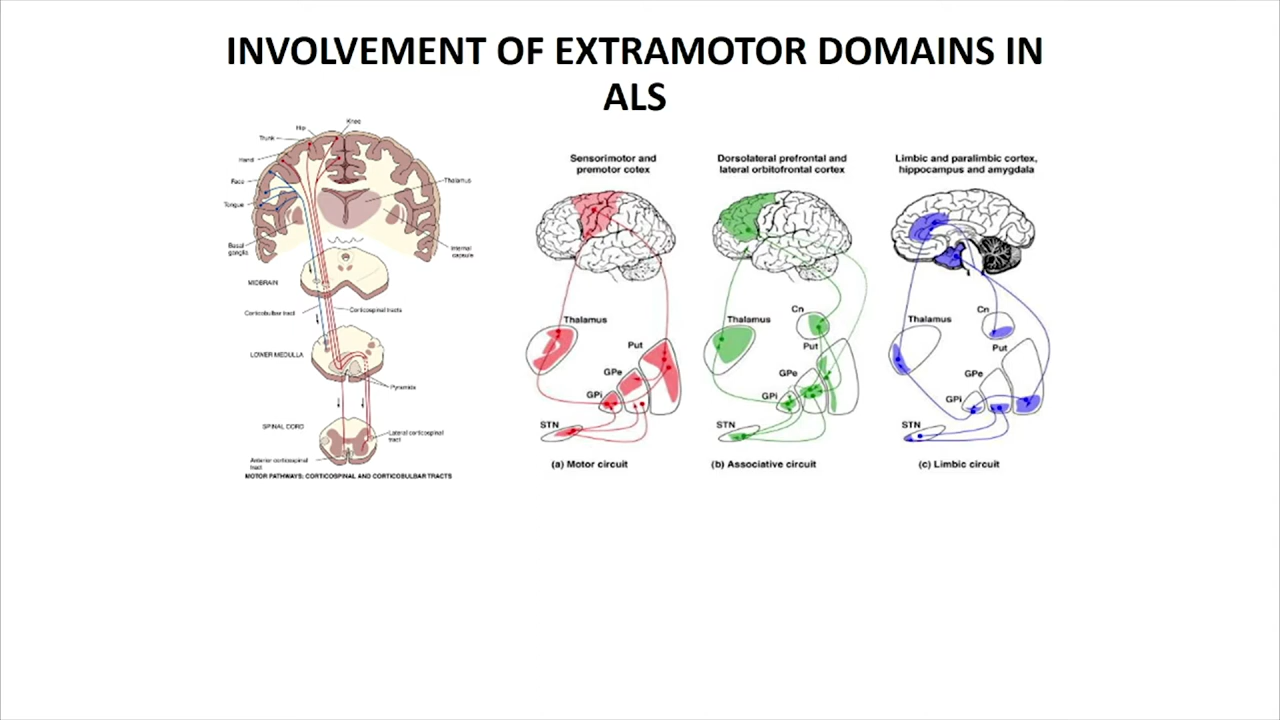 INVOLVEMENT OF EXTRAMOTOR DOMAINS IN
ALS
Knee
Hip
Trunk
Hand
Face
Tongue
Thalamus
Basal
ganglia
Internal
capsule
MIDBRAIN
Corticobulbar tract
Corticospinal tracts
LOWER MEDULLA
Pyramids
SPINAL CORD
Lateral corticospinal
tract
Anterior corticospinal
tract
MOTOR PATHWAYS: CORTICOSPINAL AND CORTICOBULBAR TRACTS
Sensorimotor and
premotor cotex
Thalamus
Put
GPe
GPi
STN
(a) Motor circuit
Dorsolateral prefrontal and
lateral orbitofrontal cortex
Cn
Thalamus
Put
GPe
GPi
STN
(b) Associative circuit
Limbic and paralimbic cortex,
hippocampus and amygdala
Cn
Thalamus
Put
GPe
GPi
STN
(c) Limbic circuit